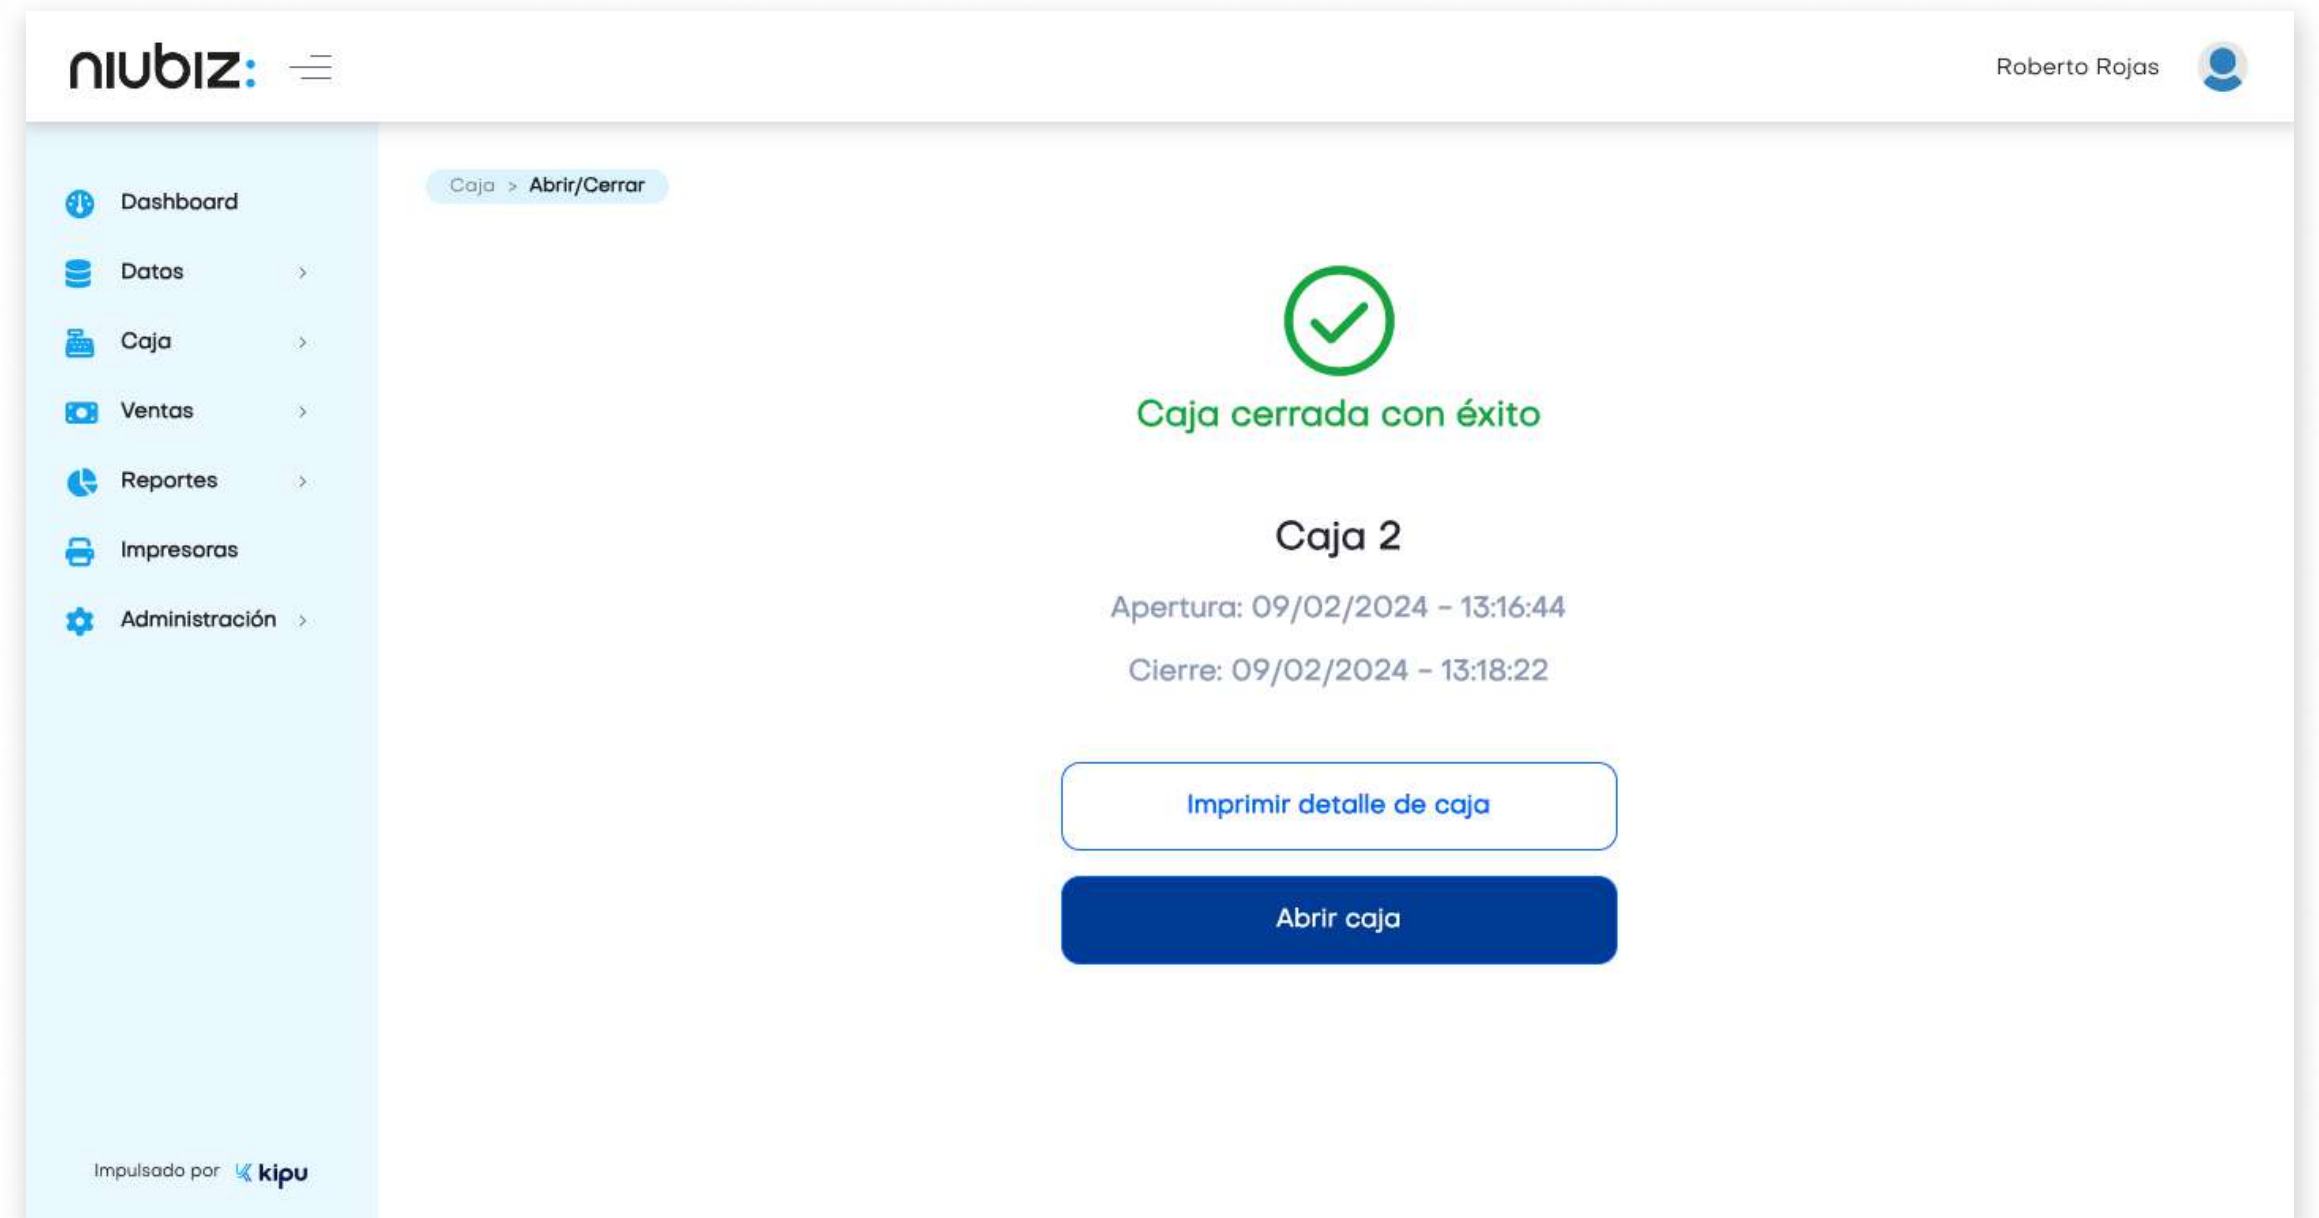 niubiz:
Roberto Rojas
Caja > Abrir/Cerrar
Dashboard
Datos
Caja
Ventas
Reportes
Impresoras
Administración
Caja cerrada con éxito
Caja 2
Apertura: 09/02/2024 - 13:16:44
Cierre: 09/02/2024 - 13:18:22
Imprimir detalle de caja
Abrir caja
Impulsado por kipu